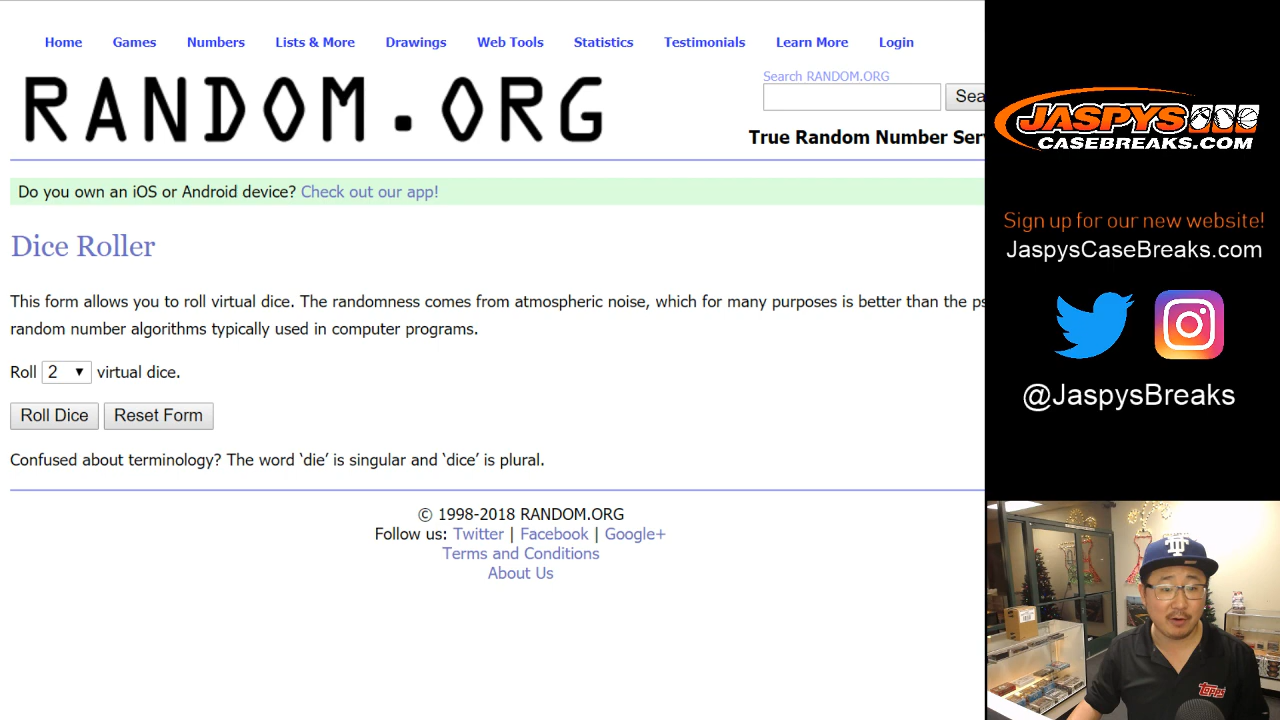 Home Games Numbers Lists & More Drawings Web Tools Statistics Testimonials Learn More Login
RANDOM.ORG
Search RANDOM.ORG
Sea
True Random Number Ser
Do you own an iOS or Android device? Check out our app!
Dice Roller
This form allows you to roll virtual dice. The randomness comes from atmospheric noise, which for many purposes is better than the ps
random number algorithms typically used in computer programs.
Roll 2 ▼ virtual dice.
Roll Dice Reset Form
Confused about terminology? The word ‘die’ is singular and ‘dice’ is plural.
© 1998-2018 RANDOM.ORG
Follow us: Twitter | Facebook | Google+
Terms and Conditions
About Us
JASPYS
CASEBREAKS.COM
Sign up for our new website!
JaspysCaseBreaks.com
@JaspysBreaks
topps